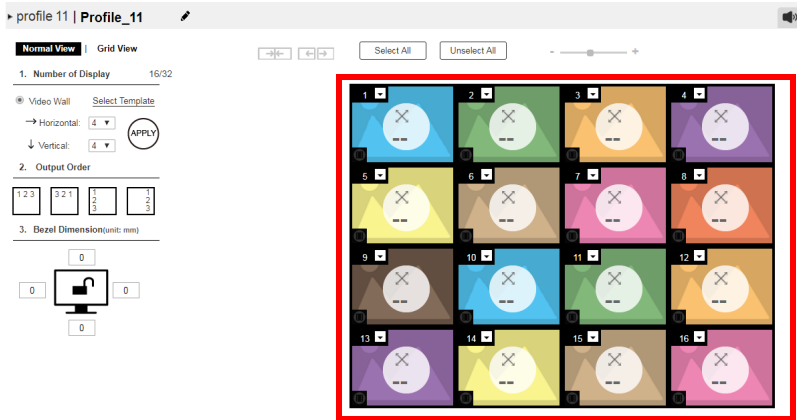 profile 11 | Profile_11
Normal View | Grid View
Select All
Unselect All
- +
1. Number of Display 16/32
Video Wall Select Template
Horizontal: 4
Vertical: 4
APPLY
2. Output Order
1 2 3
3 2 1
1
2
3
1
2
3
3. Bezel Dimension(unit: mm)
0
0 0
0
1 2 3 4
-- -- -- --
5 6 7 8
-- -- -- --
9 10 11 12
-- -- -- --
13 14 15 16
-- -- -- --